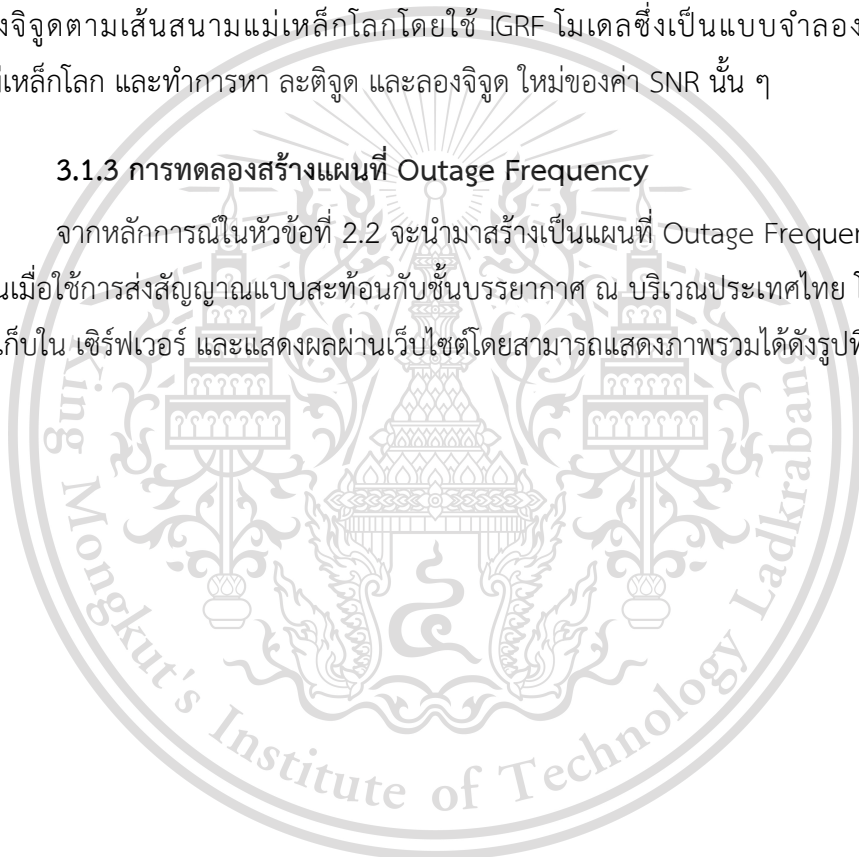 งจิจูดตามเส้นสนามแม่เหล็กโลกโดยใช้ IGRF โมเดลซึ่งเป็นแบบจำลอง
ม่เหล็กโลก และทำการหา ละติจูด และลองจิจูด ใหม่ของค่า SNR นั้น ๆ
3.1.3 การทดลองสร้างแผนที่ Outage Frequency
จากหลักการณ์ในหัวข้อที่ 2.2 จะนำมาสร้างเป็นแผนที่ Outage Frequen
นเมื่อใช้การส่งสัญญาณแบบสะท้อนกับชั้นบรรยากาศ ณ บริเวณประเทศไทย
เก็บใน เซิร์ฟเวอร์ และแสดงผลผ่านเว็บไซต์โดยสามารถแสดงภาพรวมได้ดังรูปที่
King Mongkut's Institute of Technology Ladkrabang